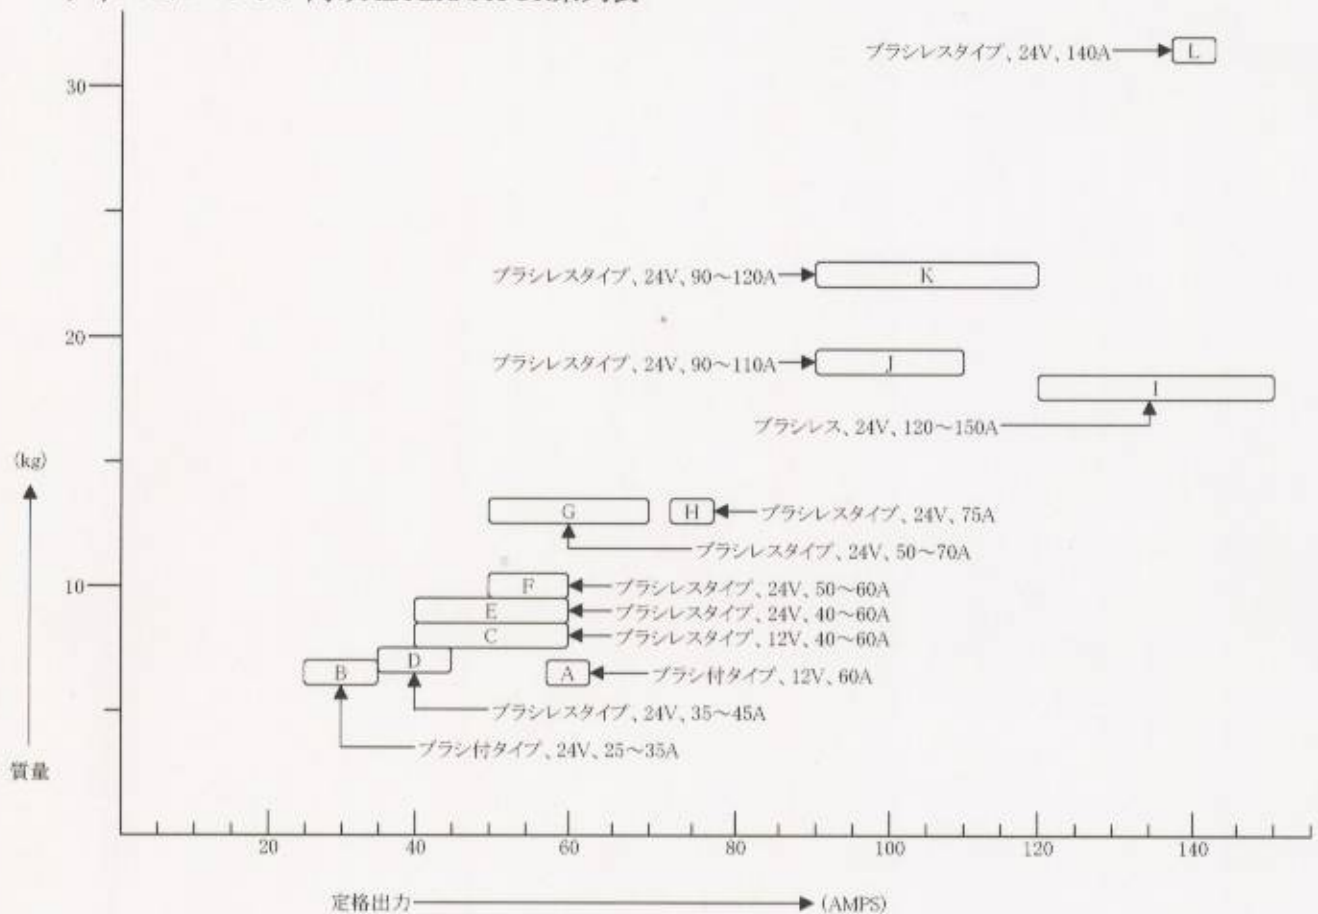 ブラシレスタイプ、24V、140A
L
30
ブラシレスタイプ、24V、90～120A
K
20
ブラシレスタイプ、24V、90～110A
J
I
ブラシレス、24V、120～150A
(kg)
G
H
ブラシレスタイプ、24V、75A
ブラシレスタイプ、24V、50～70A
10
F
ブラシレスタイプ、24V、50～60A
E
ブラシレスタイプ、24V、40～60A
C
ブラシレスタイプ、12V、40～60A
B
D
A
ブラシ付タイプ、12V、60A
ブラシレスタイプ、24V、35～45A
ブラシ付タイプ、24V、25～35A
質量
20
40
60
80
100
120
140
定格出力
(AMPS)